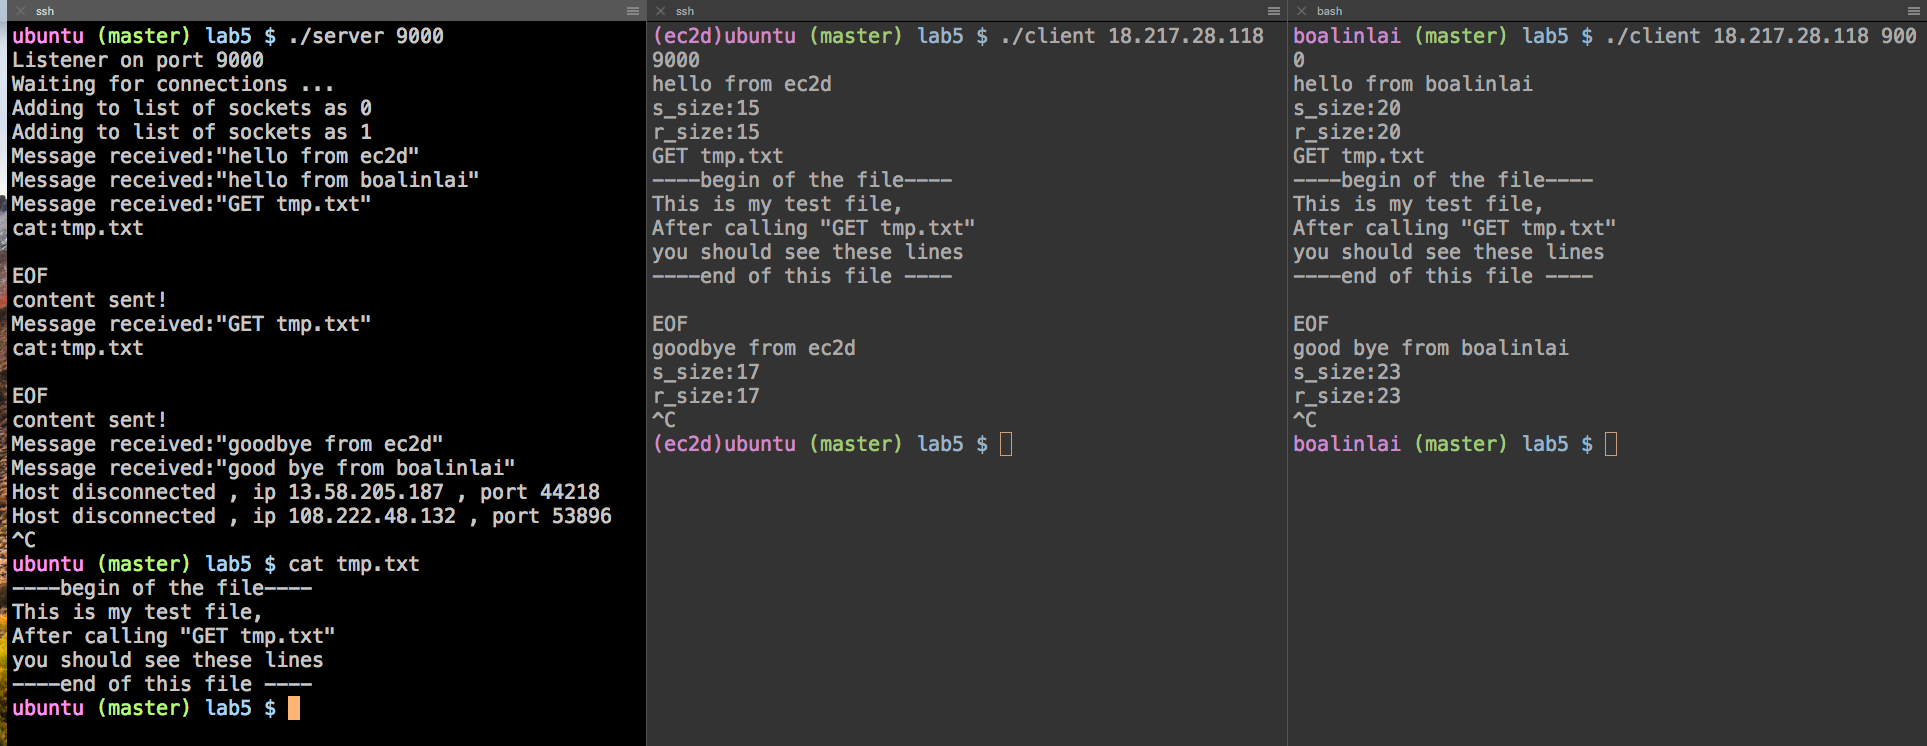 ssh
ubuntu (master) lab5 $ ./server 9000
Listener on port 9000
Waiting for connections ...
Adding to list of sockets as 0
Adding to list of sockets as 1
Message received:"hello from ec2d"
Message received:"hello from boalinlai"
Message received:"GET tmp.txt"
cat:tmp.txt
EOF
content sent!
Message received:"GET tmp.txt"
cat:tmp.txt
EOF
content sent!
Message received:"goodbye from ec2d"
Message received:"good bye from boalinlai"
Host disconnected , ip 13.58.205.187 , port 44218
Host disconnected , ip 108.222.48.132 , port 53896
^C
ubuntu (master) lab5 $ cat tmp.txt
----begin of the file----
This is my test file,
After calling "GET tmp.txt"
you should see these lines
----end of this file ----
ubuntu (master) lab5 $
ssh
(ec2d)ubuntu (master) lab5 $ ./client 18.217.28.118
9000
hello from ec2d
s_size:15
r_size:15
GET tmp.txt
----begin of the file----
This is my test file,
After calling "GET tmp.txt"
you should see these lines
----end of this file ----
EOF
goodbye from ec2d
s_size:17
r_size:17
^C
(ec2d)ubuntu (master) lab5 $
bash
boalinlai (master) lab5 $ ./client 18.217.28.118 900
0
hello from boalinlai
s_size:20
r_size:20
GET tmp.txt
----begin of the file----
This is my test file,
After calling "GET tmp.txt"
you should see these lines
----end of this file ----
EOF
good bye from boalinlai
s_size:23
r_size:23
^C
boalinlai (master) lab5 $